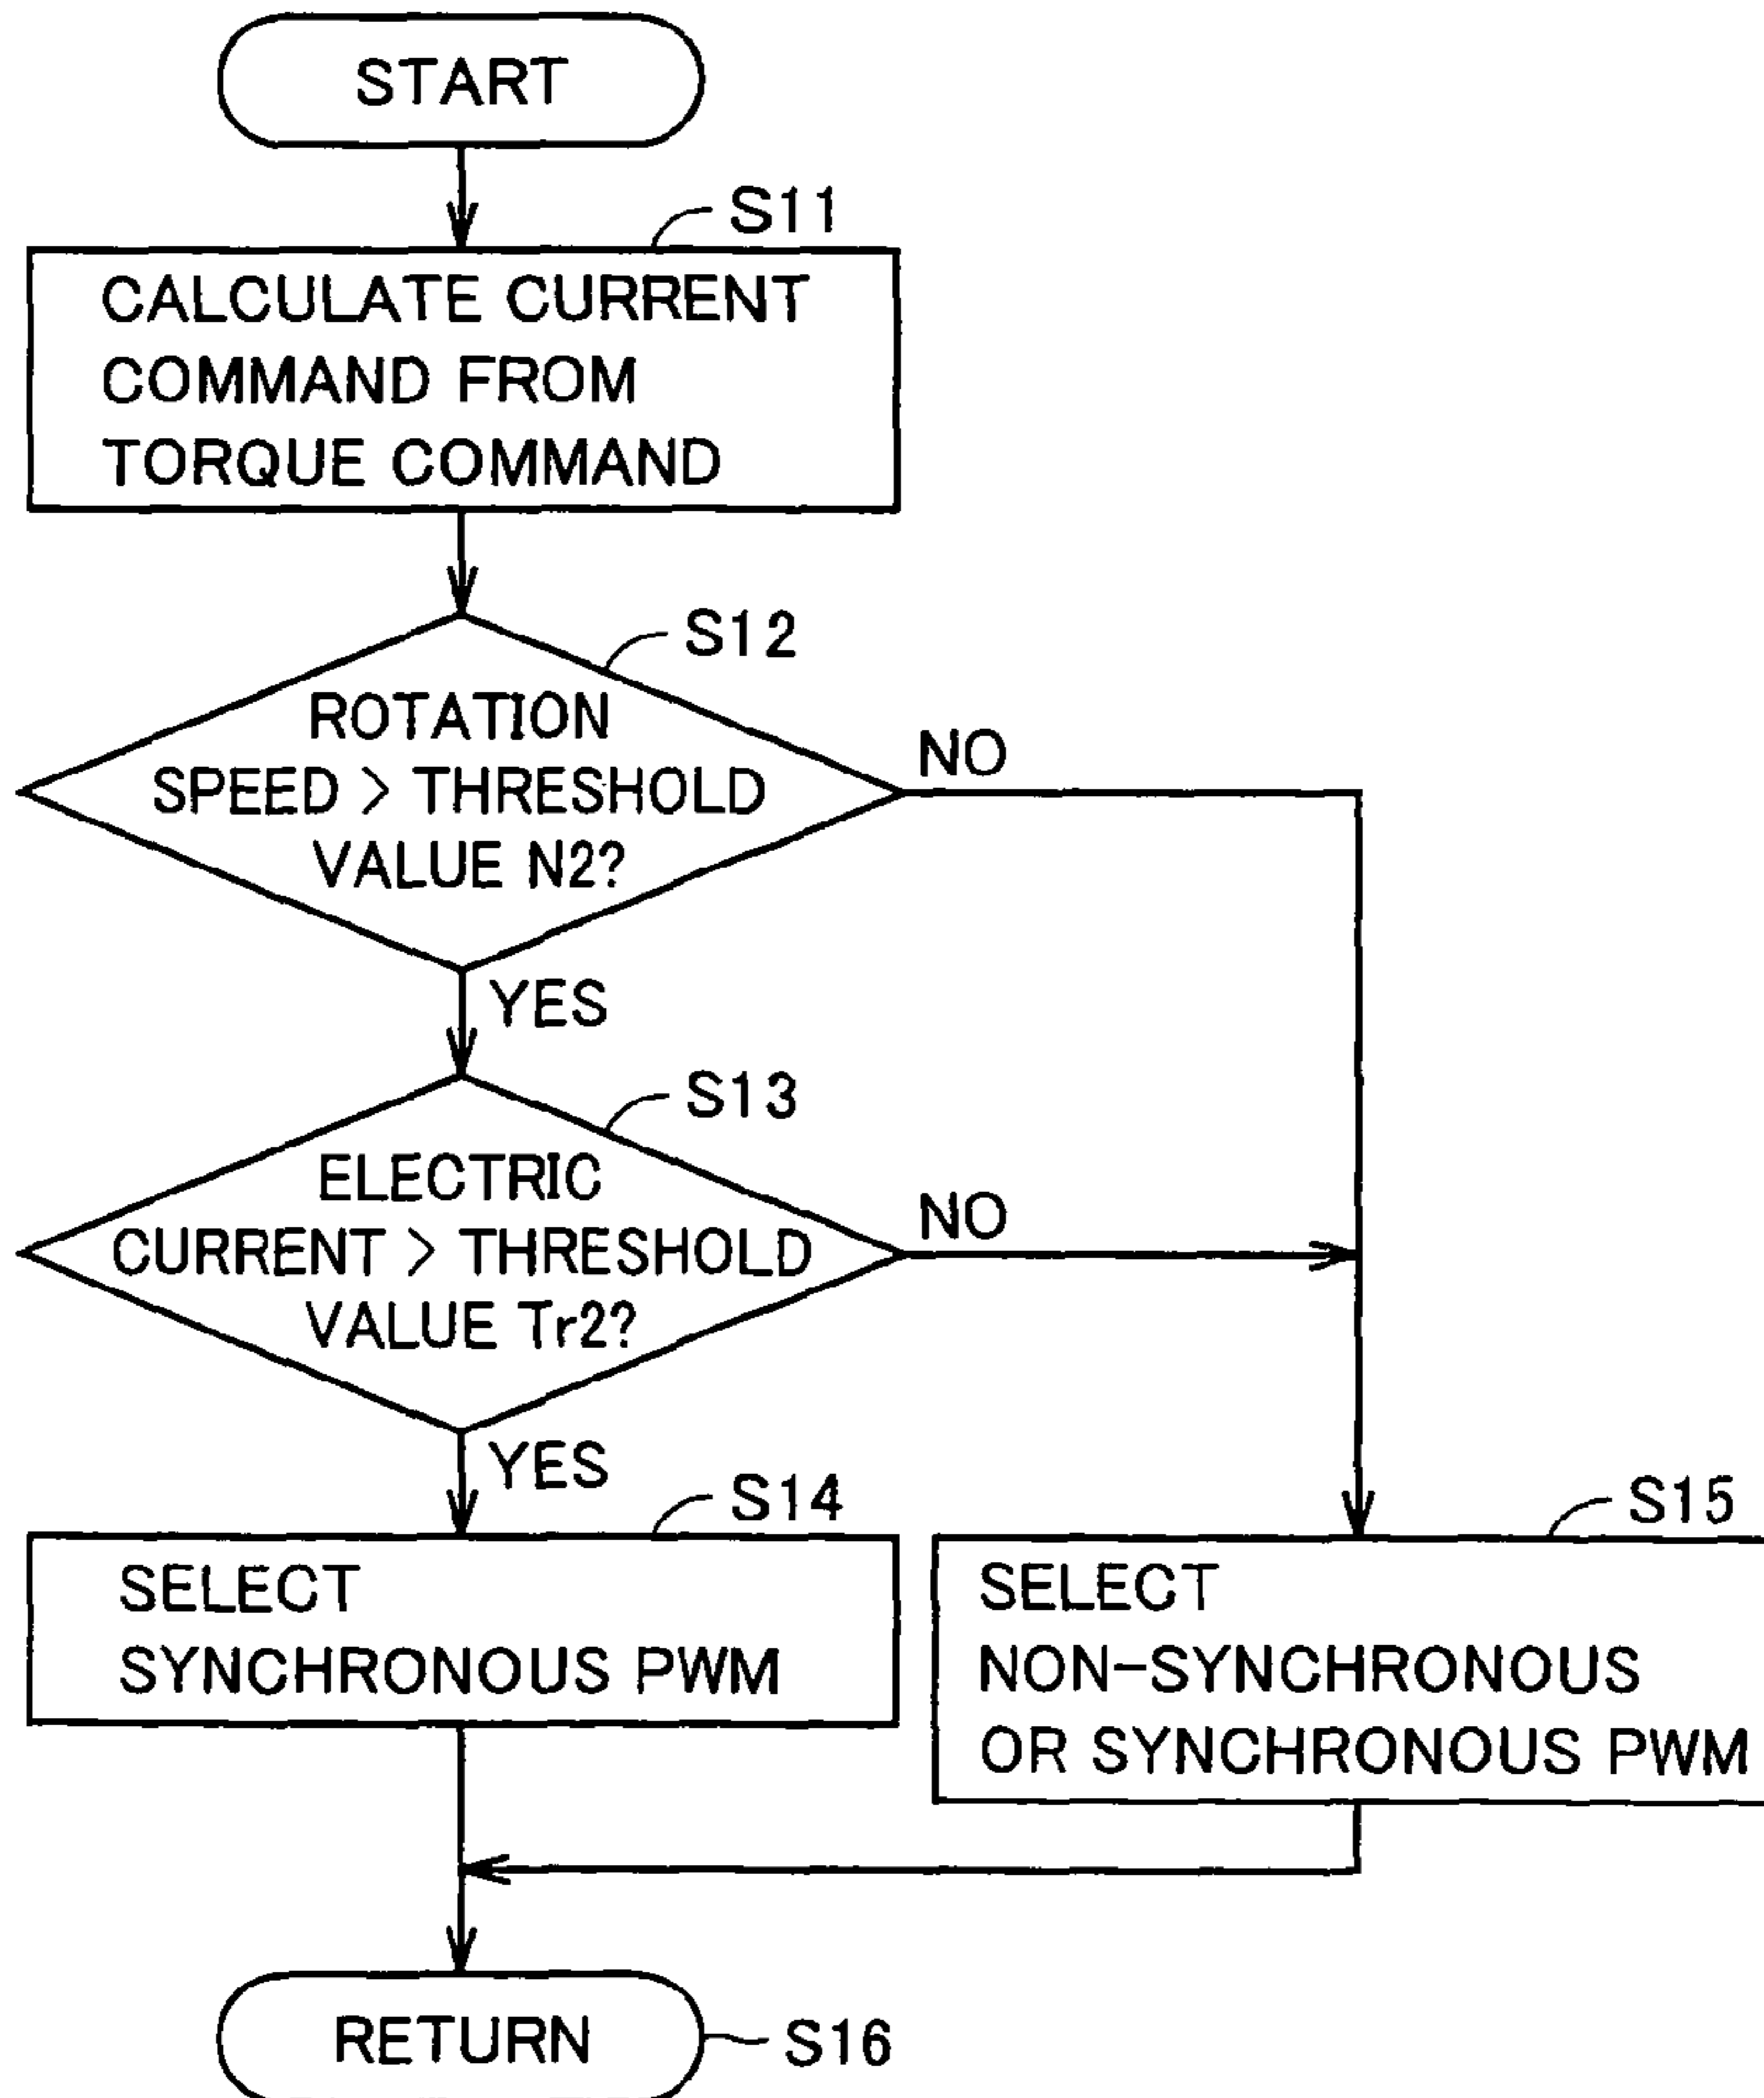 START
S11
CALCULATE CURRENT
COMMAND FROM
TORQUE COMMAND
S12
ROTATION
SPEED > THRESHOLD
VALUE N2?
NO
YES
S13
ELECTRIC
CURRENT > THRESHOLD
VALUE Tr2?
NO
YES
S14
SELECT
SYNCHRONOUS PWM
S15
SELECT
NON-SYNCHRONOUS
OR SYNCHRONOUS PWM
RETURN
S16